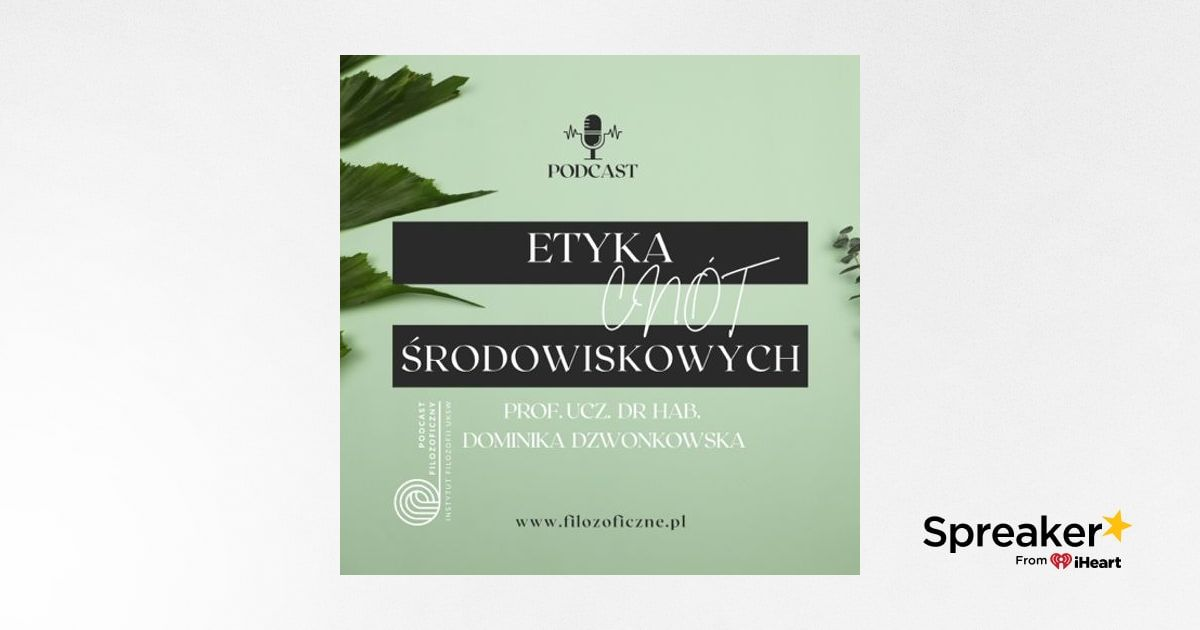 PODCAST
ETYKA
CNÓT
ŚRODOWISKOWYCH
PROF. UCZ. DR HAB.
DOMINIKA DZWONKOWSKA
PODCAST
FILOZOFICZNY
INSTYTUT FILOZOFII UKSW
www.filozoficzne.pl
Spreaker
From iHeart